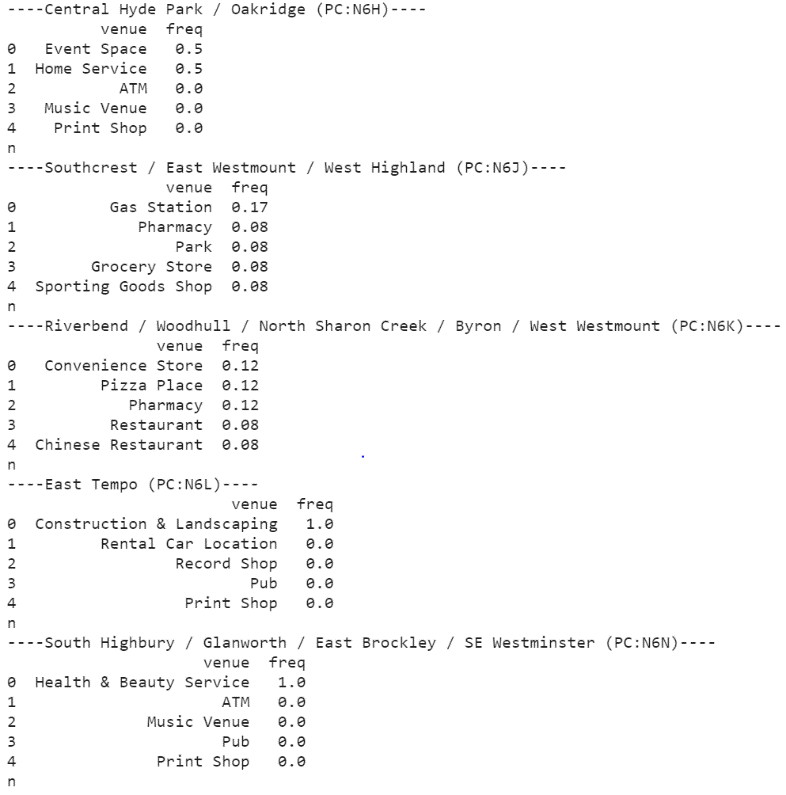 ----Central Hyde Park / Oakridge (PC:N6H)----
          venue  freq
0   Event Space   0.5
1  Home Service   0.5
2           ATM   0.0
3   Music Venue   0.0
4    Print Shop   0.0
n
----Southcrest / East Westmount / West Highland (PC:N6J)----
                 venue  freq
0          Gas Station  0.17
1             Pharmacy  0.08
2                 Park  0.08
3        Grocery Store  0.08
4  Sporting Goods Shop  0.08
n
----Riverbend / Woodhull / North Sharon Creek / Byron / West Westmount (PC:N6K)----
                venue  freq
0   Convenience Store  0.12
1         Pizza Place  0.12
2            Pharmacy  0.12
3          Restaurant  0.08
4  Chinese Restaurant  0.08
n
----East Tempo (PC:N6L)----
                        venue  freq
0  Construction & Landscaping   1.0
1         Rental Car Location   0.0
2                 Record Shop   0.0
3                         Pub   0.0
4                  Print Shop   0.0
n
----South Highbury / Glanworth / East Brockley / SE Westminster (PC:N6N)----
                     venue  freq
0  Health & Beauty Service   1.0
1                      ATM   0.0
2              Music Venue   0.0
3                      Pub   0.0
4               Print Shop   0.0
n